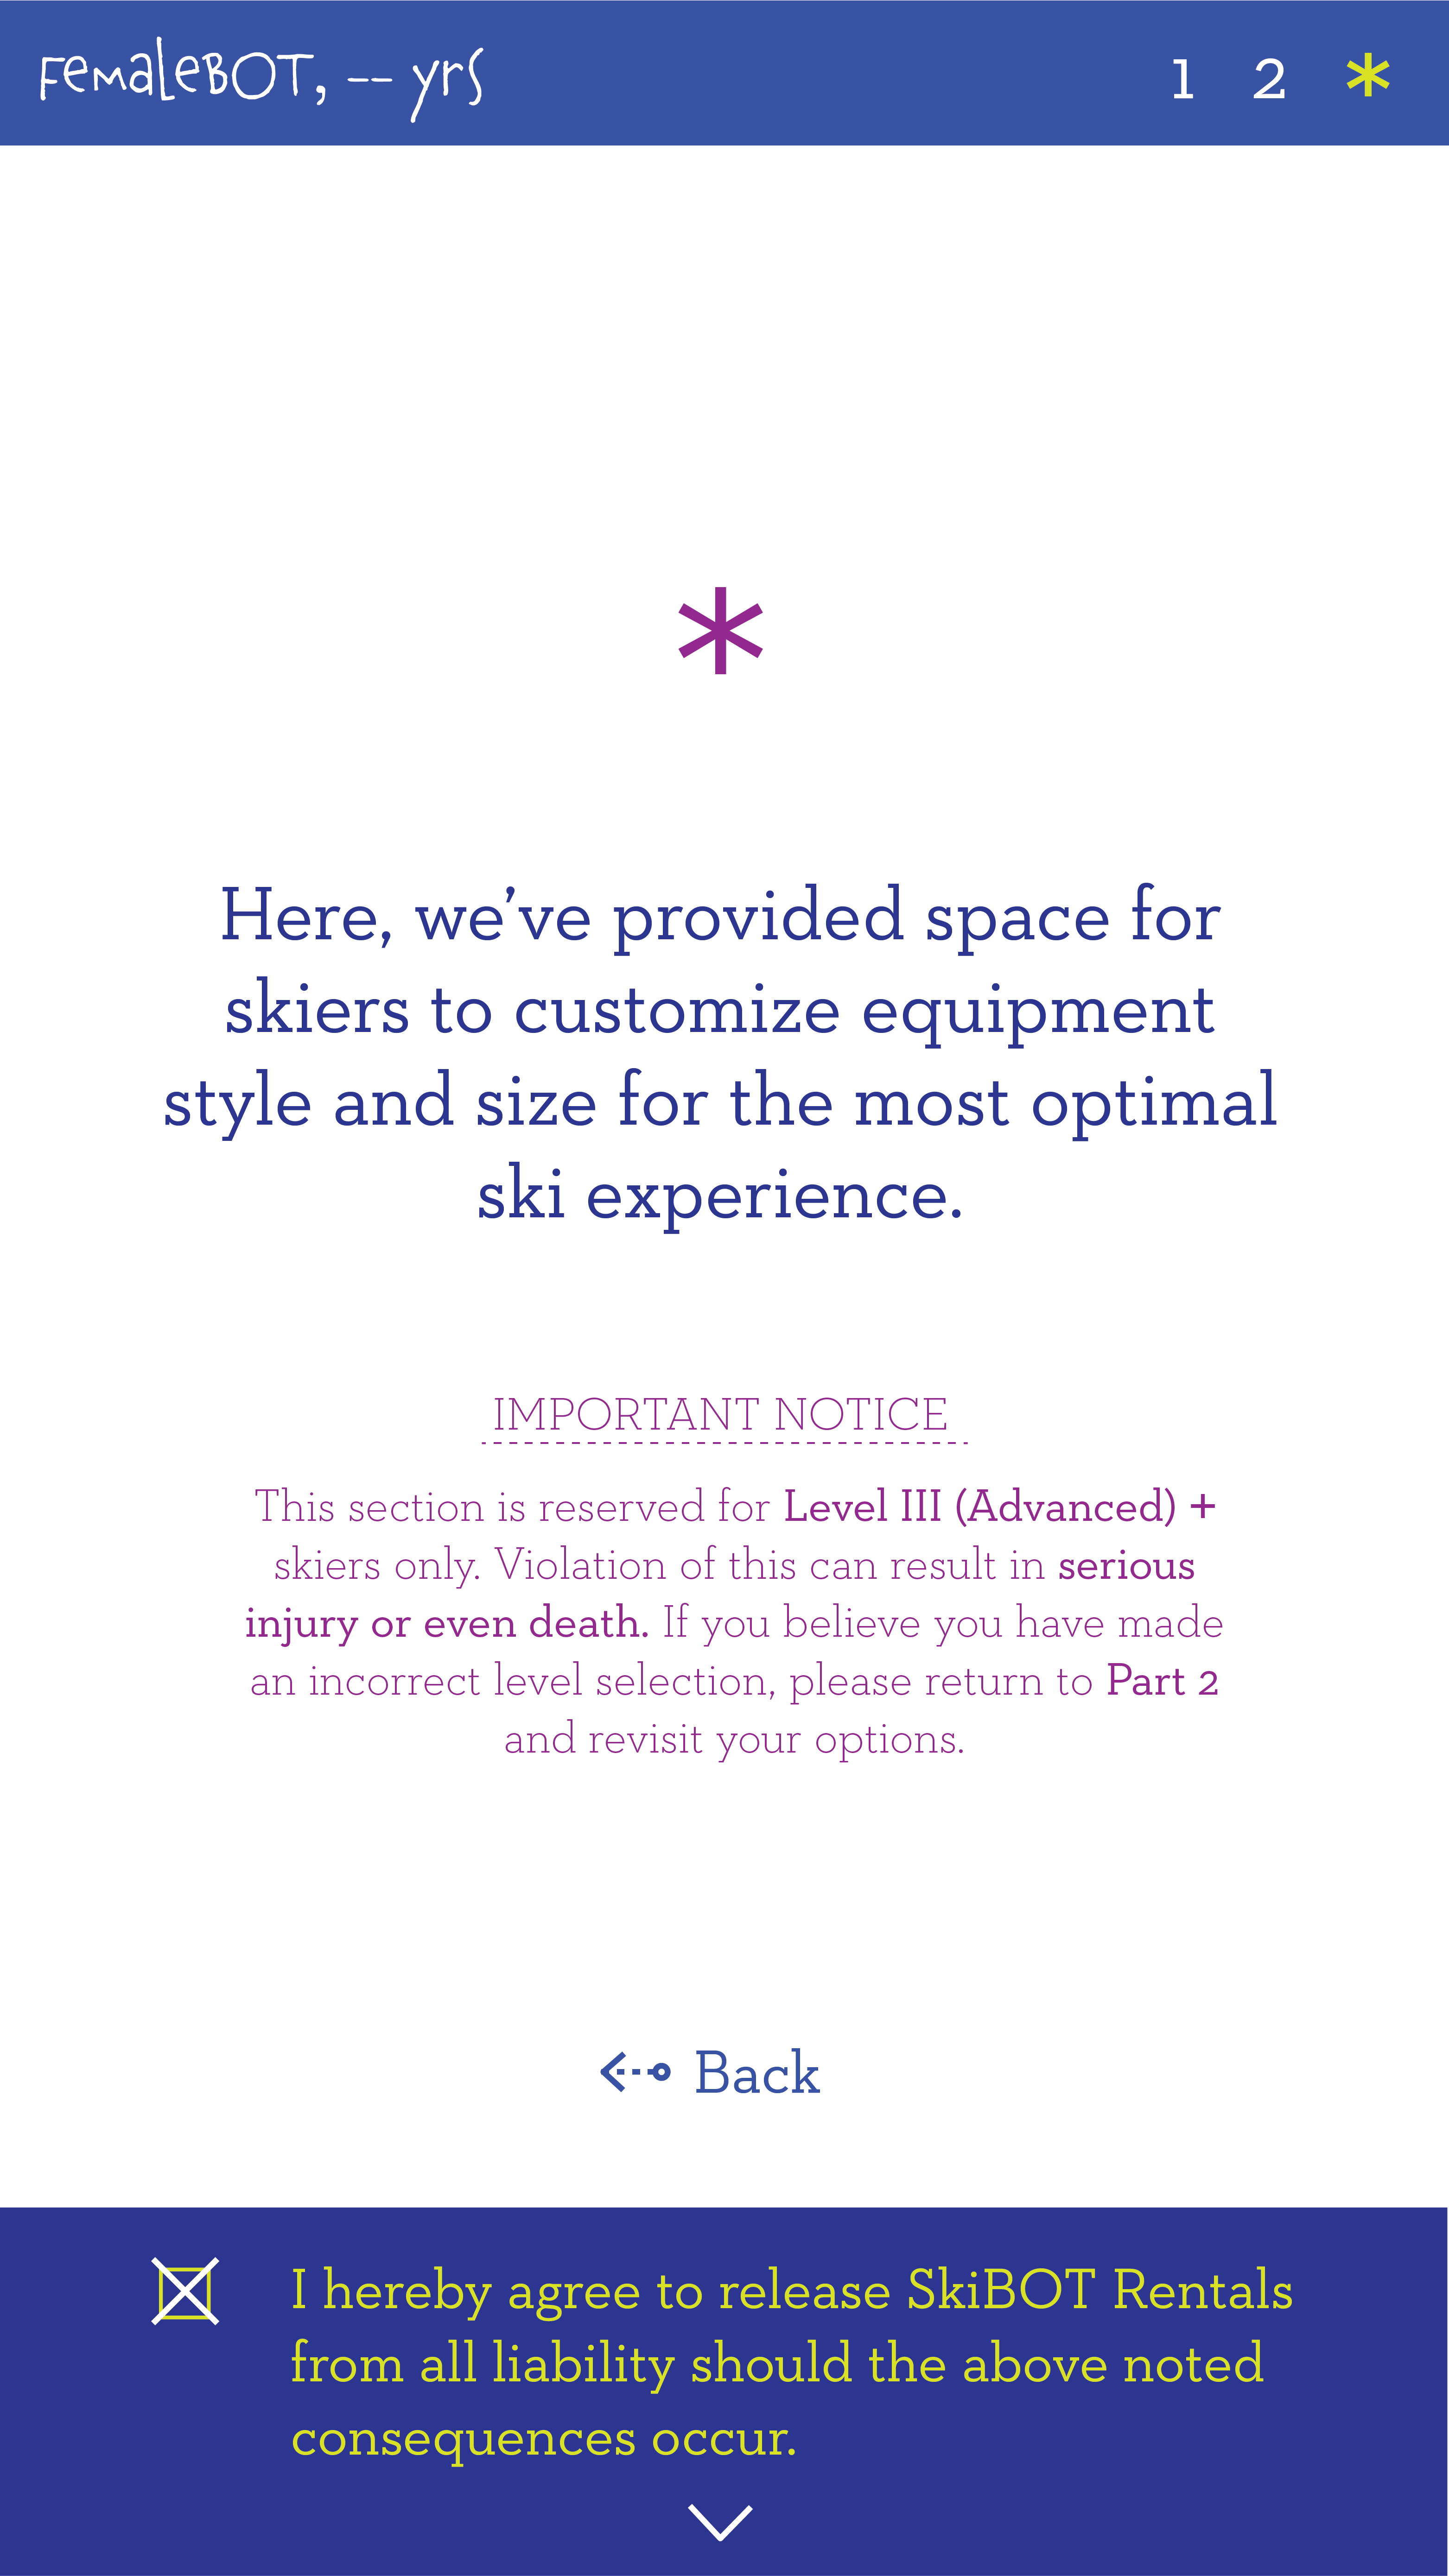 FemaleBOT, -- yrs
1 2 *
*
Here, we’ve provided space for
skiers to customize equipment
style and size for the most optimal
ski experience.
IMPORTANT NOTICE
This section is reserved for Level III (Advanced) +
skiers only. Violation of this can result in serious
injury or even death. If you believe you have made
an incorrect level selection, please return to Part 2
and revisit your options.
Back
I hereby agree to release SkiBOT Rentals
from all liability should the above noted
consequences occur.